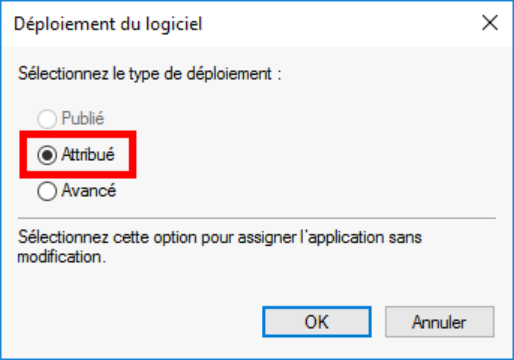 Déploiement du logiciel
Sélectionnez le type de déploiement :
Publié
Attribué
Avancé
Sélectionnez cette option pour assigner l'application sans
modification.
OK
Annuler